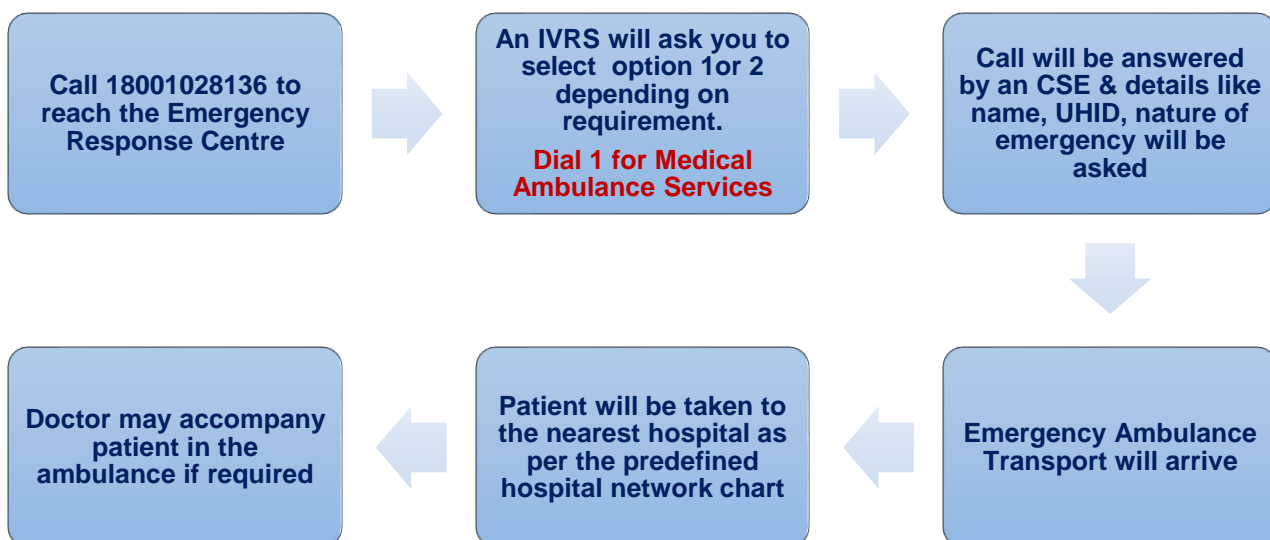 Call 18001028136 to
reach the Emergency
Response Centre
An IVRS will ask you to
select option 1or 2
depending on
requirement.
Dial 1 for Medical
Ambulance Services
Call will be answered
by an CSE & details like
name, UHID, nature of
emergency will be
asked
Emergency Ambulance
Transport will arrive
Patient will be taken to
the nearest hospital as
per the predefined
hospital network chart
Doctor may accompany
patient in the
ambulance if required